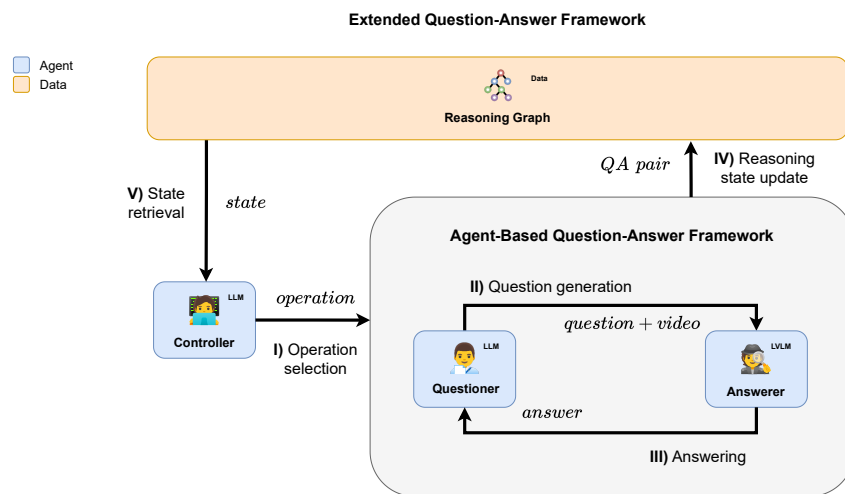 Extended Question-Answer Framework
Agent
Data
Data
Reasoning Graph
V) State
retrieval
state
QA pair
IV) Reasoning
state update
Agent-Based Question-Answer Framework
LLM
Controller
operation
I) Operation
selection
II) Question generation
question + video
LLM
Questioner
LVLM
Answerer
answer
III) Answering